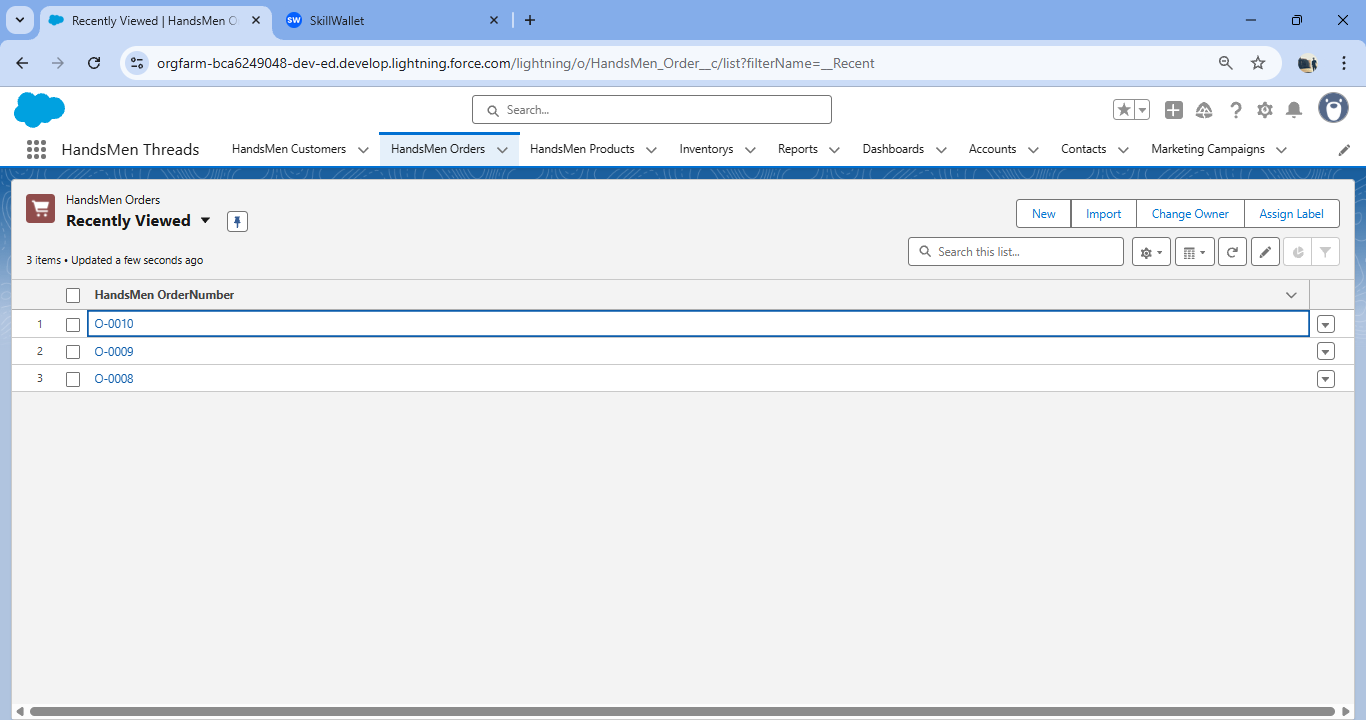 Recently Viewed | HandsMen O
SW SkillWallet
orgfarm-bca6249048-dev-ed.develop.lightning.force.com/lightning/o/HandsMen_Order__c/list?filterName=__Recent
Search...
HandsMen Threads HandsMen Customers HandsMen Orders HandsMen Products Inventorys Reports Dashboards Accounts Contacts Marketing Campaigns
HandsMen Orders
Recently Viewed
New Import Change Owner Assign Label
3 items • Updated a few seconds ago
Search this list...
HandsMen OrderNumber
1 O-0010
2 O-0009
3 O-0008